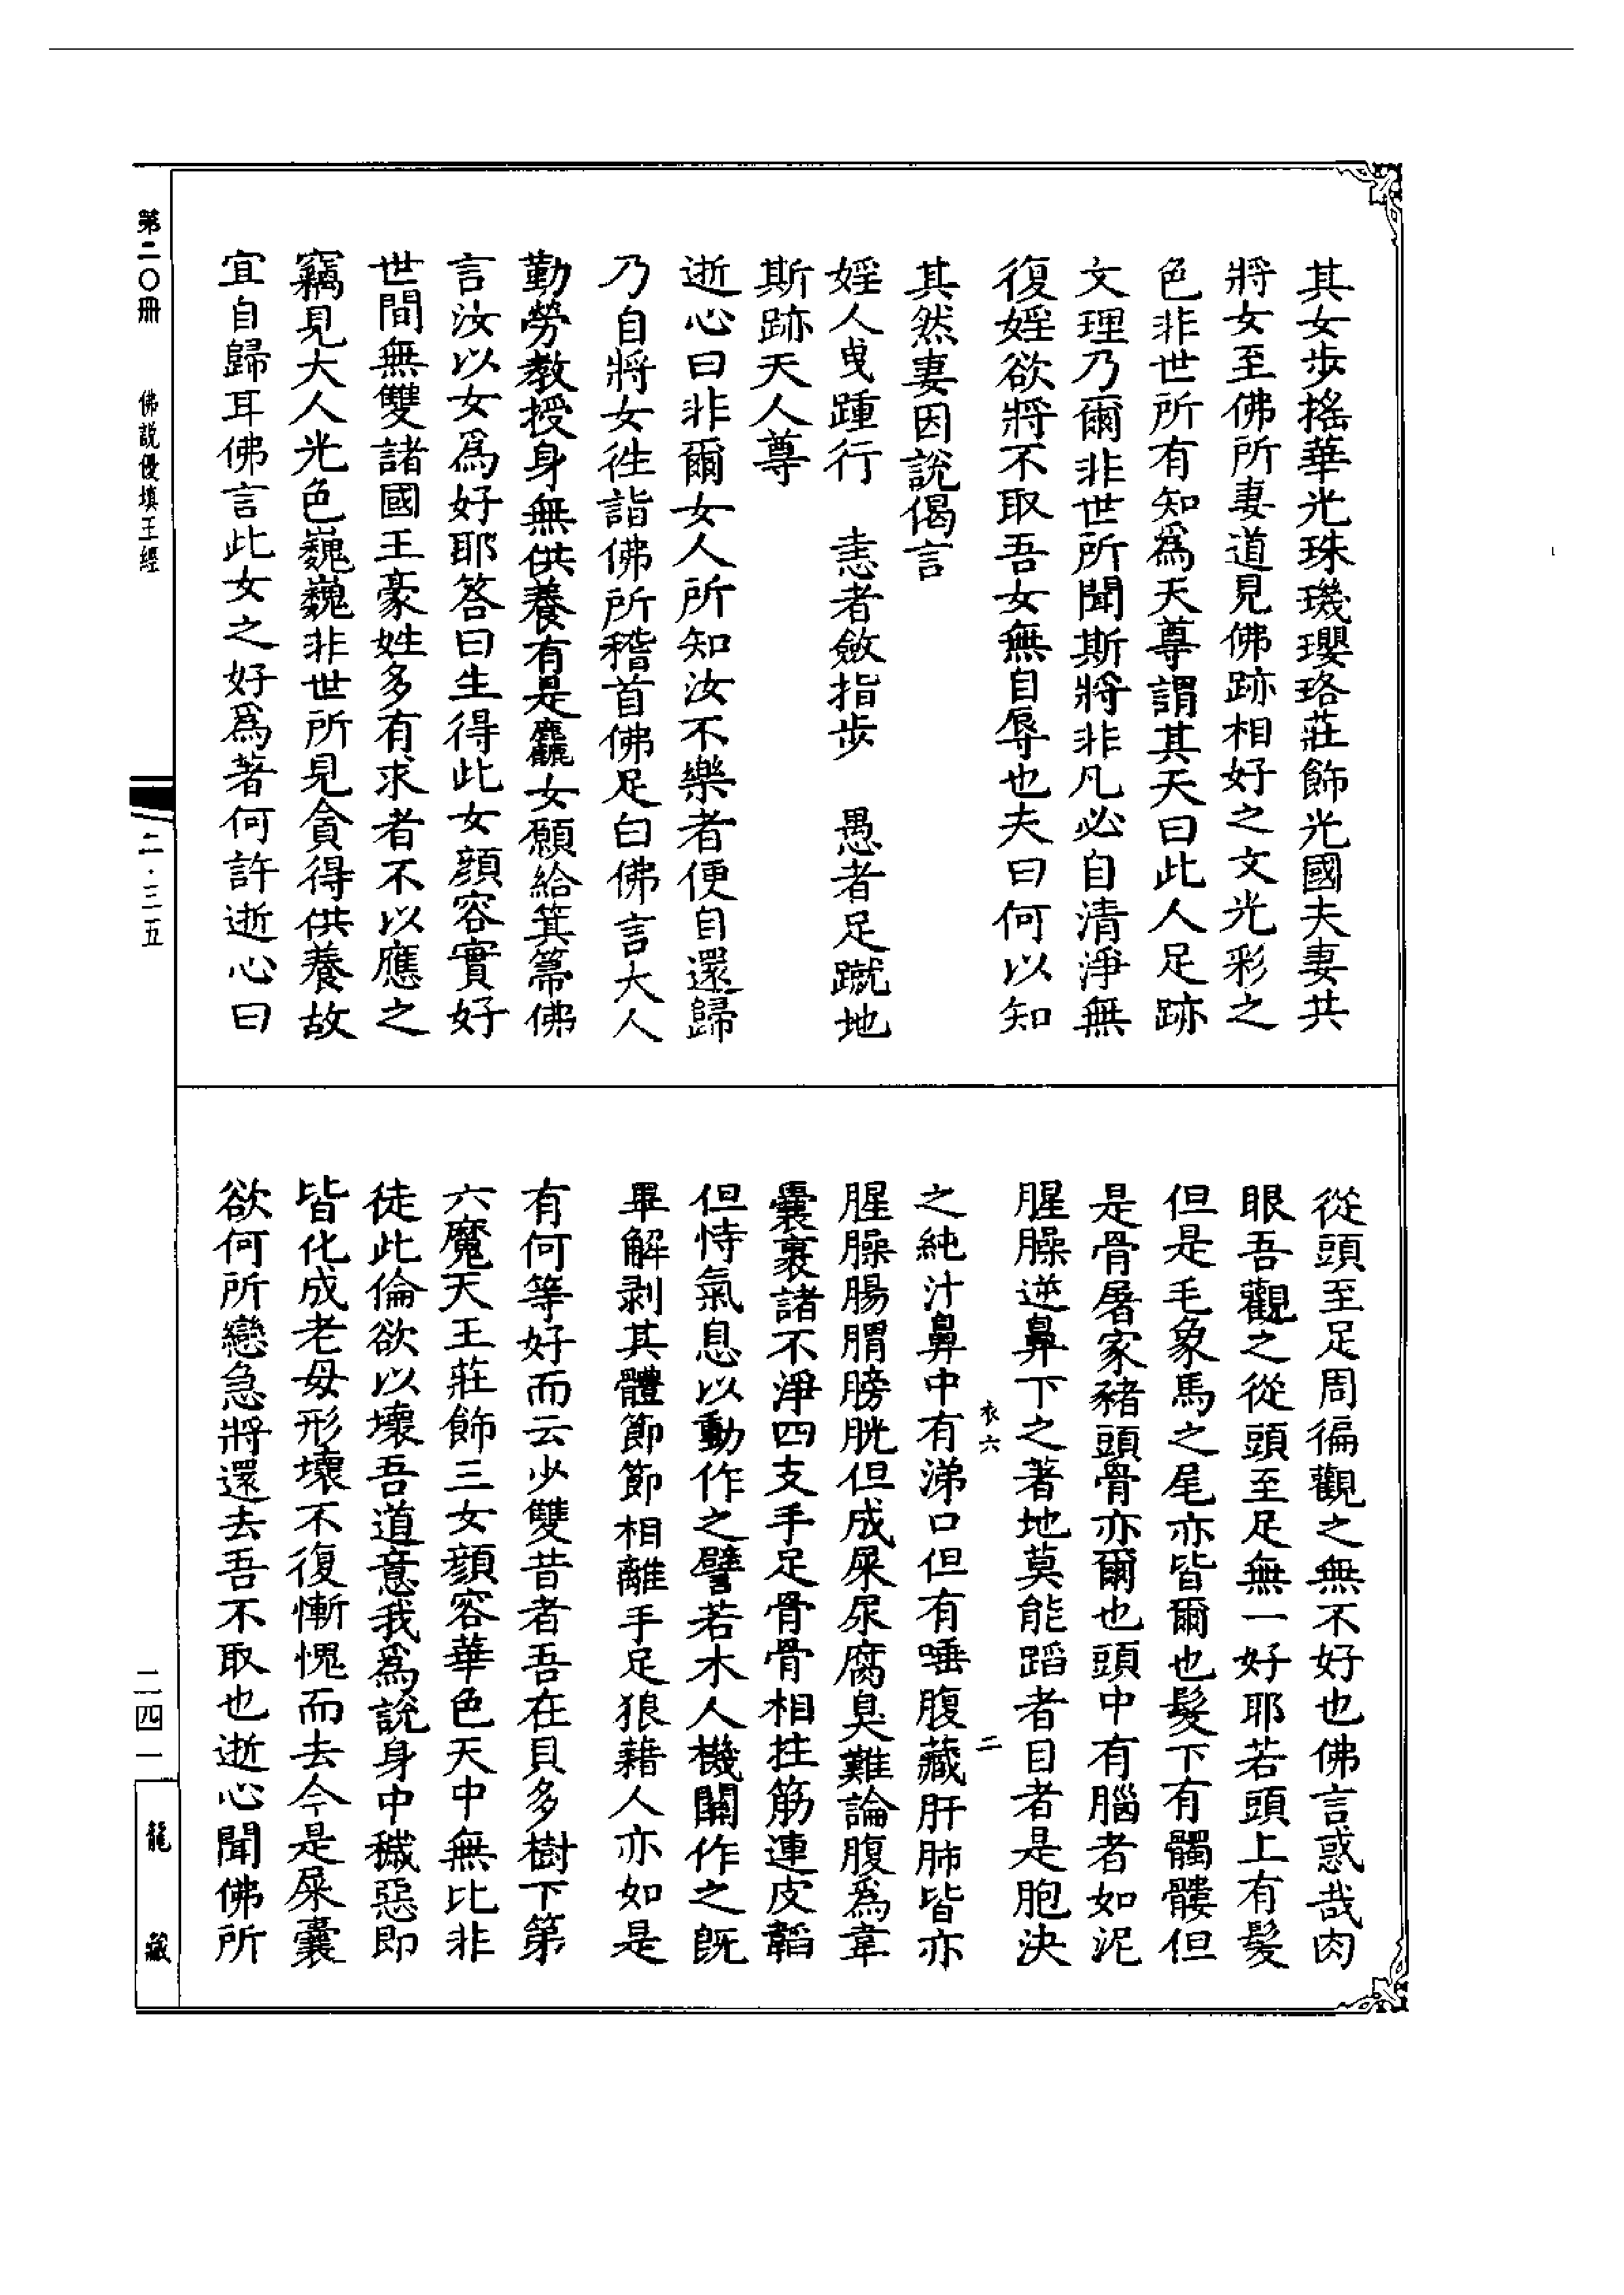 其女步搖華光珠璣瓔珞莊飾光國夫妻共
將女至佛所妻道見佛跡相好之文光彩之
色非世所有知爲天尊謂其天曰此人足跡
文理乃爾非世所聞斯將非凡必自清淨無
復婬欲將不取吾女無自辱也夫曰何以知
其然妻因說偈言
婬人曳踵行 恚者斂指步 愚者足蹴地
斯跡天人尊
逝心曰非爾女人所知汝不樂者便自還歸
乃自將女徃詣佛所稽首佛足白佛言大人
勤勞教授身無供養有是麤女願給箕箒佛
言汝以女爲好耶答曰生得此女顔容實好
世間無雙諸國王豪姓多有求者不以應之
竊見大人光色巍巍非世所見貪得供養故
宜自歸耳佛言此女之好爲著何許逝心曰
從頭至足周徧觀之無不好也佛言惑哉肉
眼吾觀之從頭至足無一好耶若頭上有髮
但是毛象馬之尾亦皆爾也髮下有髑髏但
是骨屠家豬頭骨亦爾也頭中有腦者如泥
腥臊逆鼻下之著地莫能蹈者目者是胞決
衣六 二
之純汁鼻中有涕口但有唾腹藏肝肺皆亦
腥臊腸胃膀胱但成屎尿腐臭難論腹爲韋
囊裹諸不淨四支手足骨骨相拄筋連皮韜
但恃氣息以動作之譬若木人機關作之旣
畢解剥其體節節相離手足狼藉人亦如是
有何等好而云少雙昔者吾在貝多樹下第
六魔天王莊飾三女顔容華色天中無比非
徒此倫欲以壞吾道意我爲說身中穢惡即
皆化成老母形壞不復慚愧而去今是屎囊
欲何所戀急將還去吾不取也逝心聞佛所
第二〇冊 佛說優填王經
二·三五
二四一
龍藏